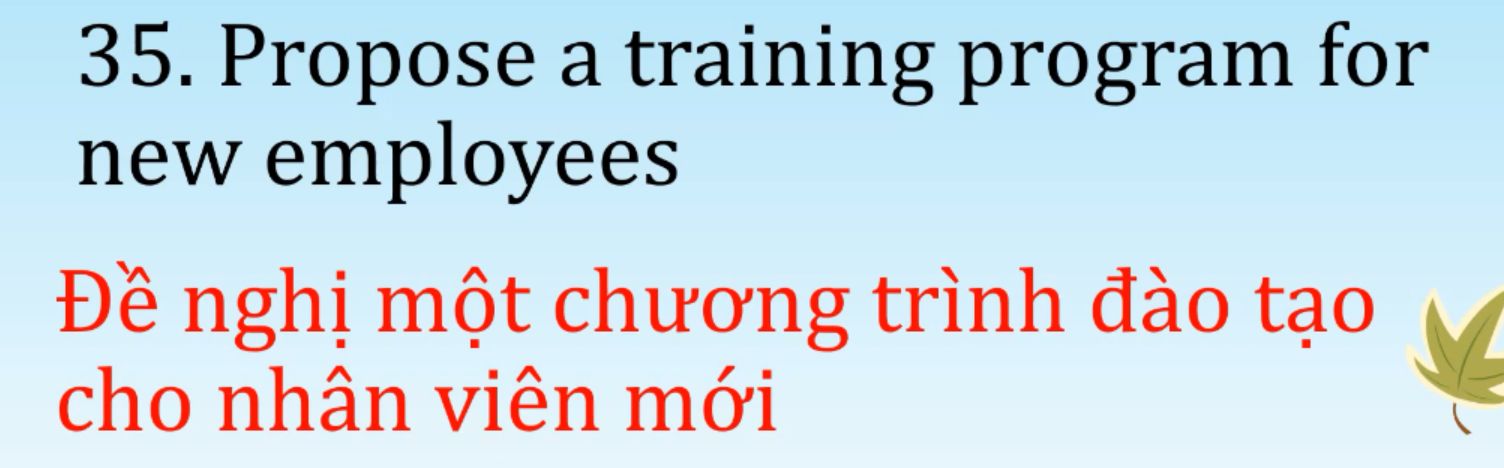 35. Propose a training program for
new employees
Đề nghị một chương trình đào tạo
cho nhân viên mới